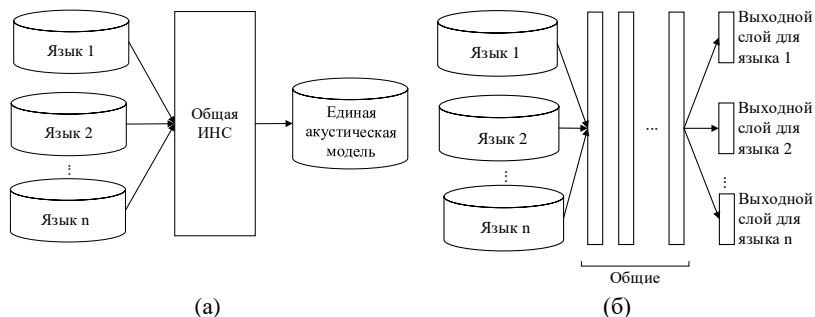 Язык 1
Язык 2
⋮
Язык n
Общая
ИНС
Единая
акустическая
модель
(а)
Язык 1
Язык 2
⋮
Язык n
...
Общие
Выходной
слой для
языка 1
Выходной
слой для
языка 2
⋮
Выходной
слой для
языка n
(б)